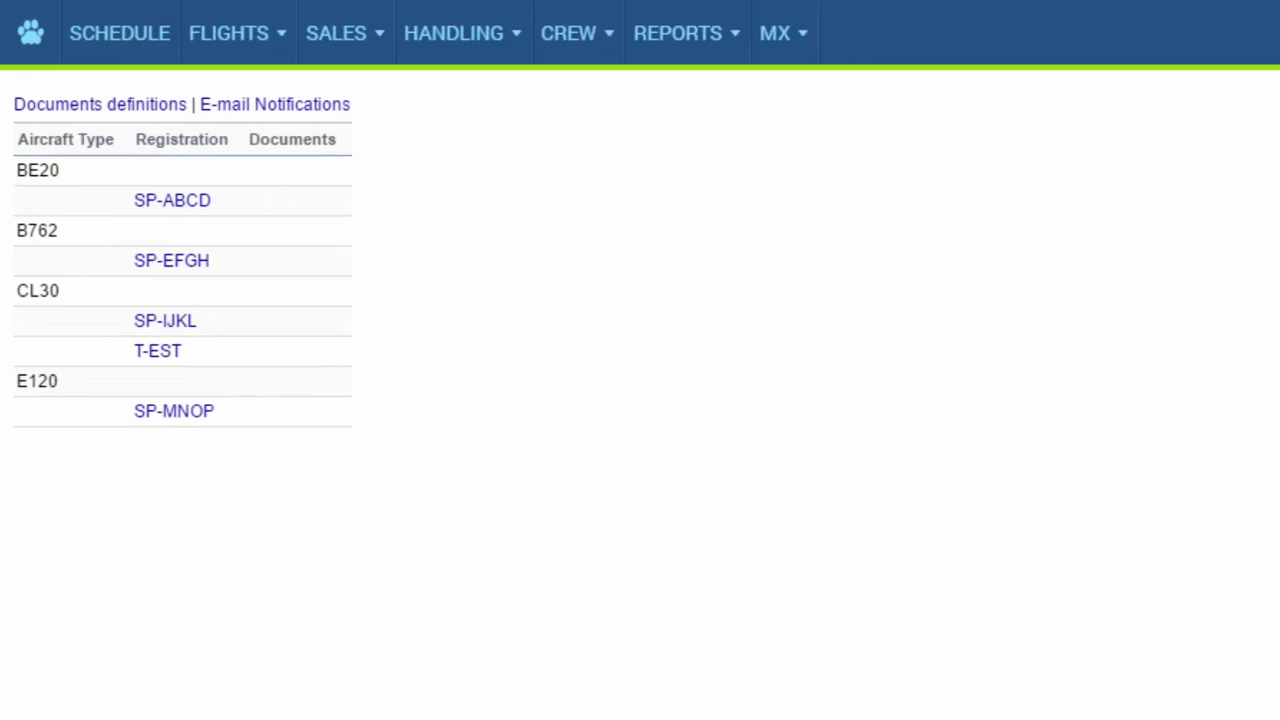 SCHEDULE FLIGHTS SALES HANDLING CREW REPORTS MX
Documents definitions | E-mail Notifications
Aircraft Type Registration Documents
BE20
SP-ABCD
B762
SP-EFGH
CL30
SP-IJKL
T-EST
E120
SP-MNOP